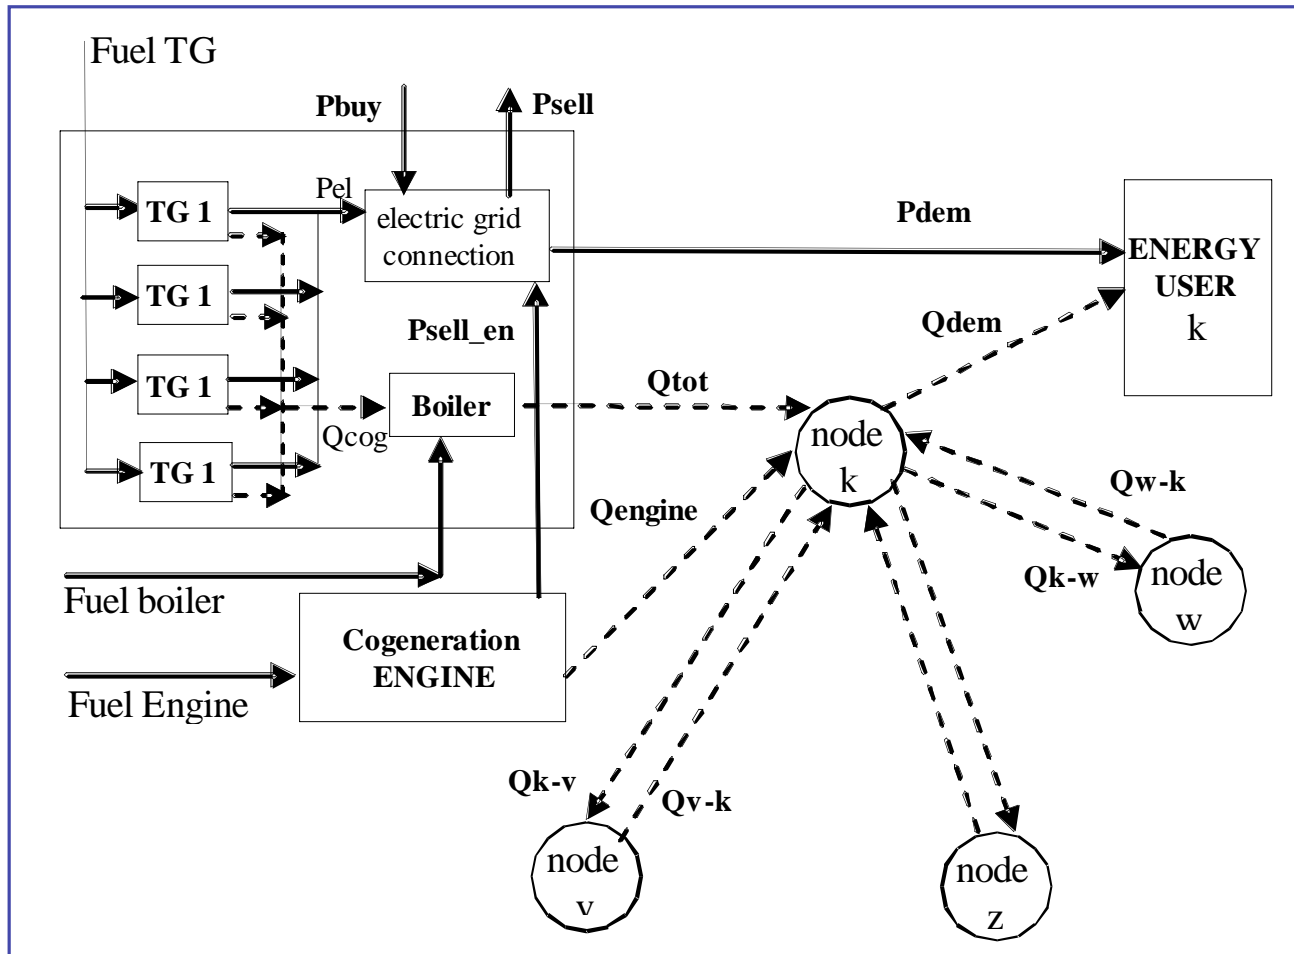 Fuel TG
Pbuy
Psell
TG 1
Pel
electric grid
connection
Pdem
ENERGY
USER
k
TG 1
Psell_en
Qdem
TG 1
Boiler
Qtot
Qcog
TG 1
node
k
Qengine
Qw-k
Qk-w
node
w
Fuel boiler
Cogeneration
ENGINE
Fuel Engine
Qk-v
Qv-k
node
v
node
z